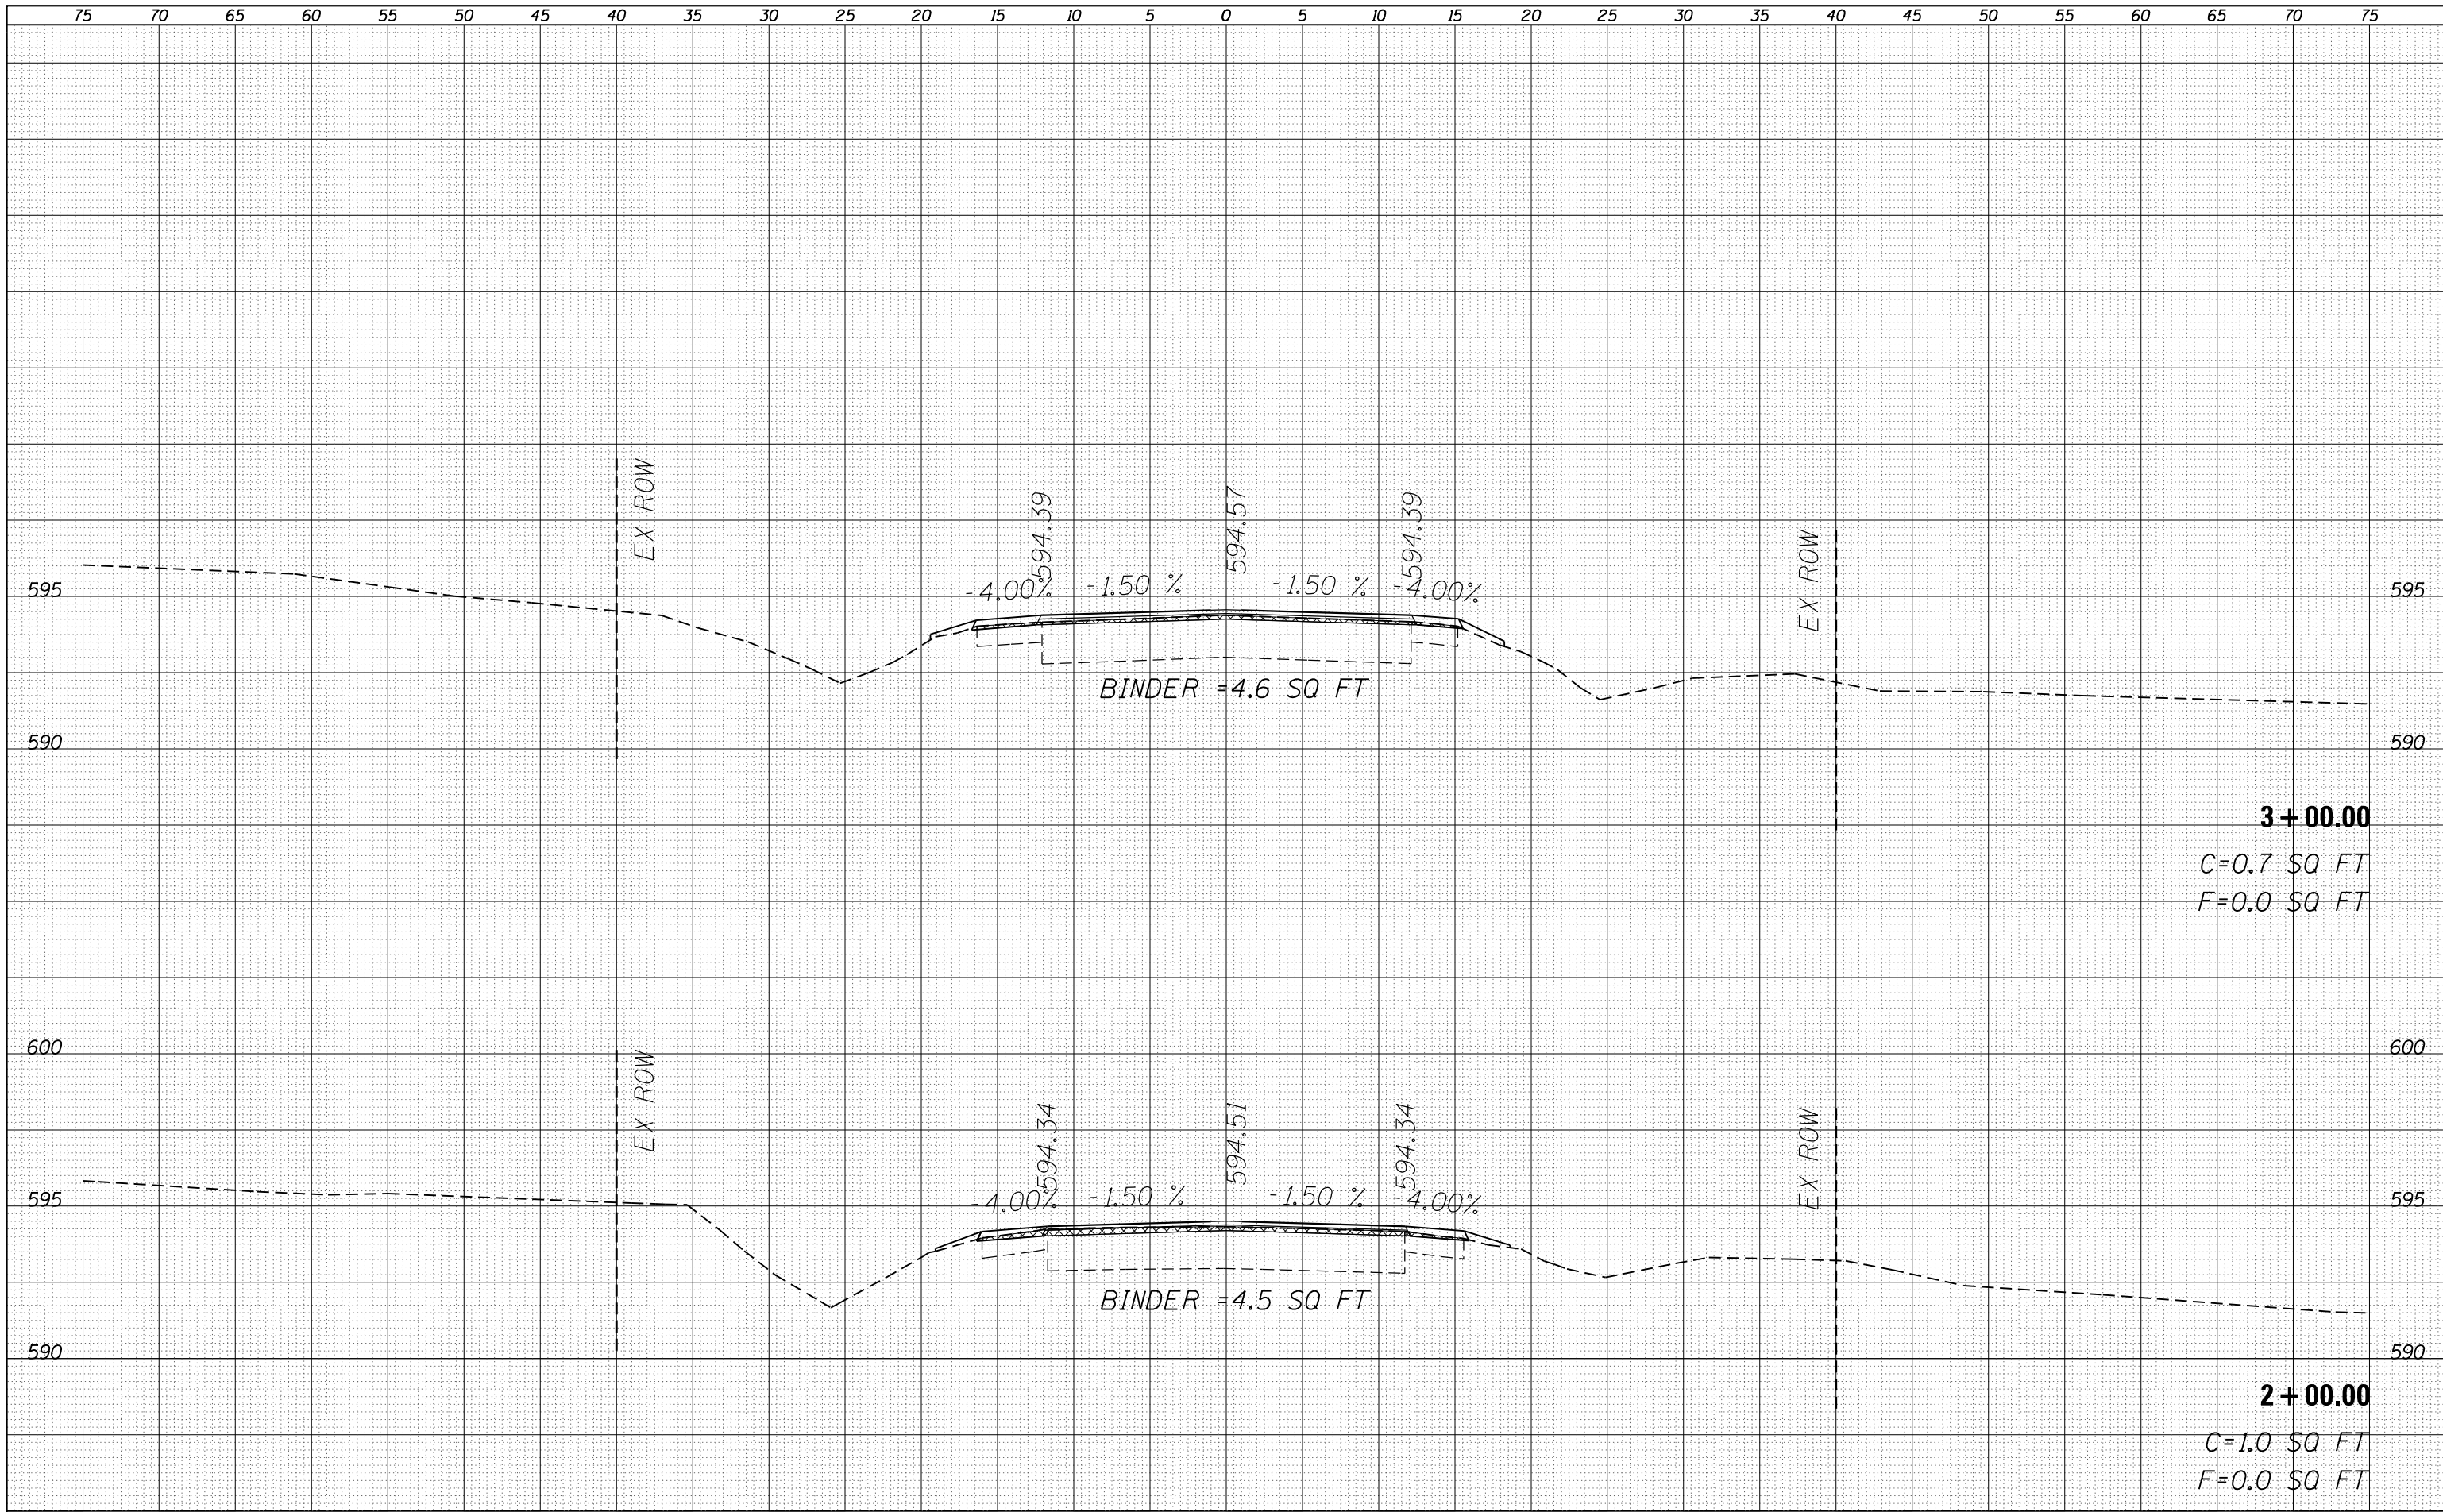 75 70 65 60 55 50 45 40 35 30 25 20 15 10 5 0 5 10 15 20 25 30 35 40 45 50 55 60 65 70 75
EX ROW
594.39
594.57
594.39
EX ROW
-4.00% -1.50 % -1.50 % -4.00%
595 595
BINDER =4.6 SQ FT
590 590
3+00.00
C=0.7 SQ FT
F=0.0 SQ FT
600 600
EX ROW
594.34
594.51
594.34
EX ROW
-4.00% -1.50 % -1.50 % -4.00%
595 595
BINDER =4.5 SQ FT
590 590
2+00.00
C=1.0 SQ FT
F=0.0 SQ FT